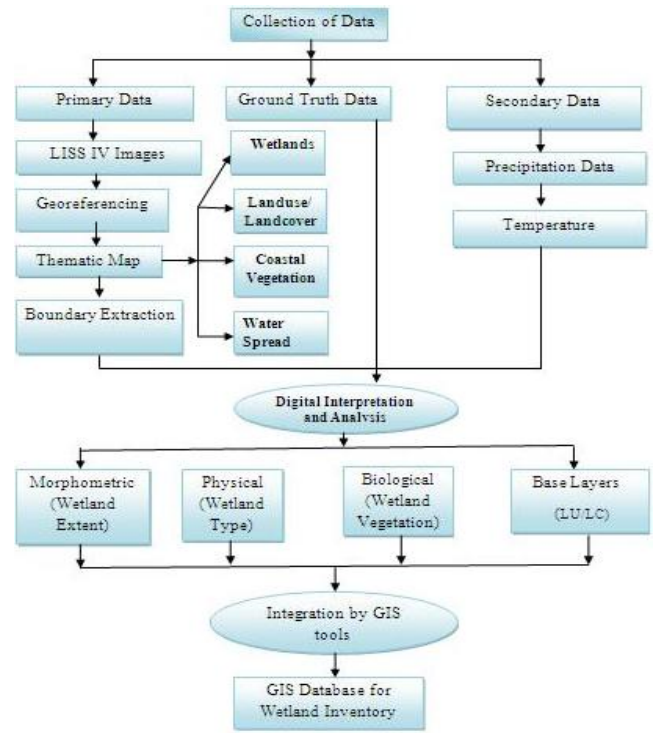 Collection of Data
Primary Data
Ground Truth Data
Secondary Data
LISS IV Images
Wetlands
Precipitation Data
Georeferencing
Landuse/
Landcover
Temperature
Thematic Map
Coastal
Vegetation
Boundary Extraction
Water
Spread
Digital Interpretation
and Analysis
Morphometric
(Wetland
Extent)
Physical
(Wetland
Type)
Biological
(Wetland
Vegetation)
Base Layers
(LU/LC)
Integration by GIS
tools
GIS Database for
Wetland Inventory